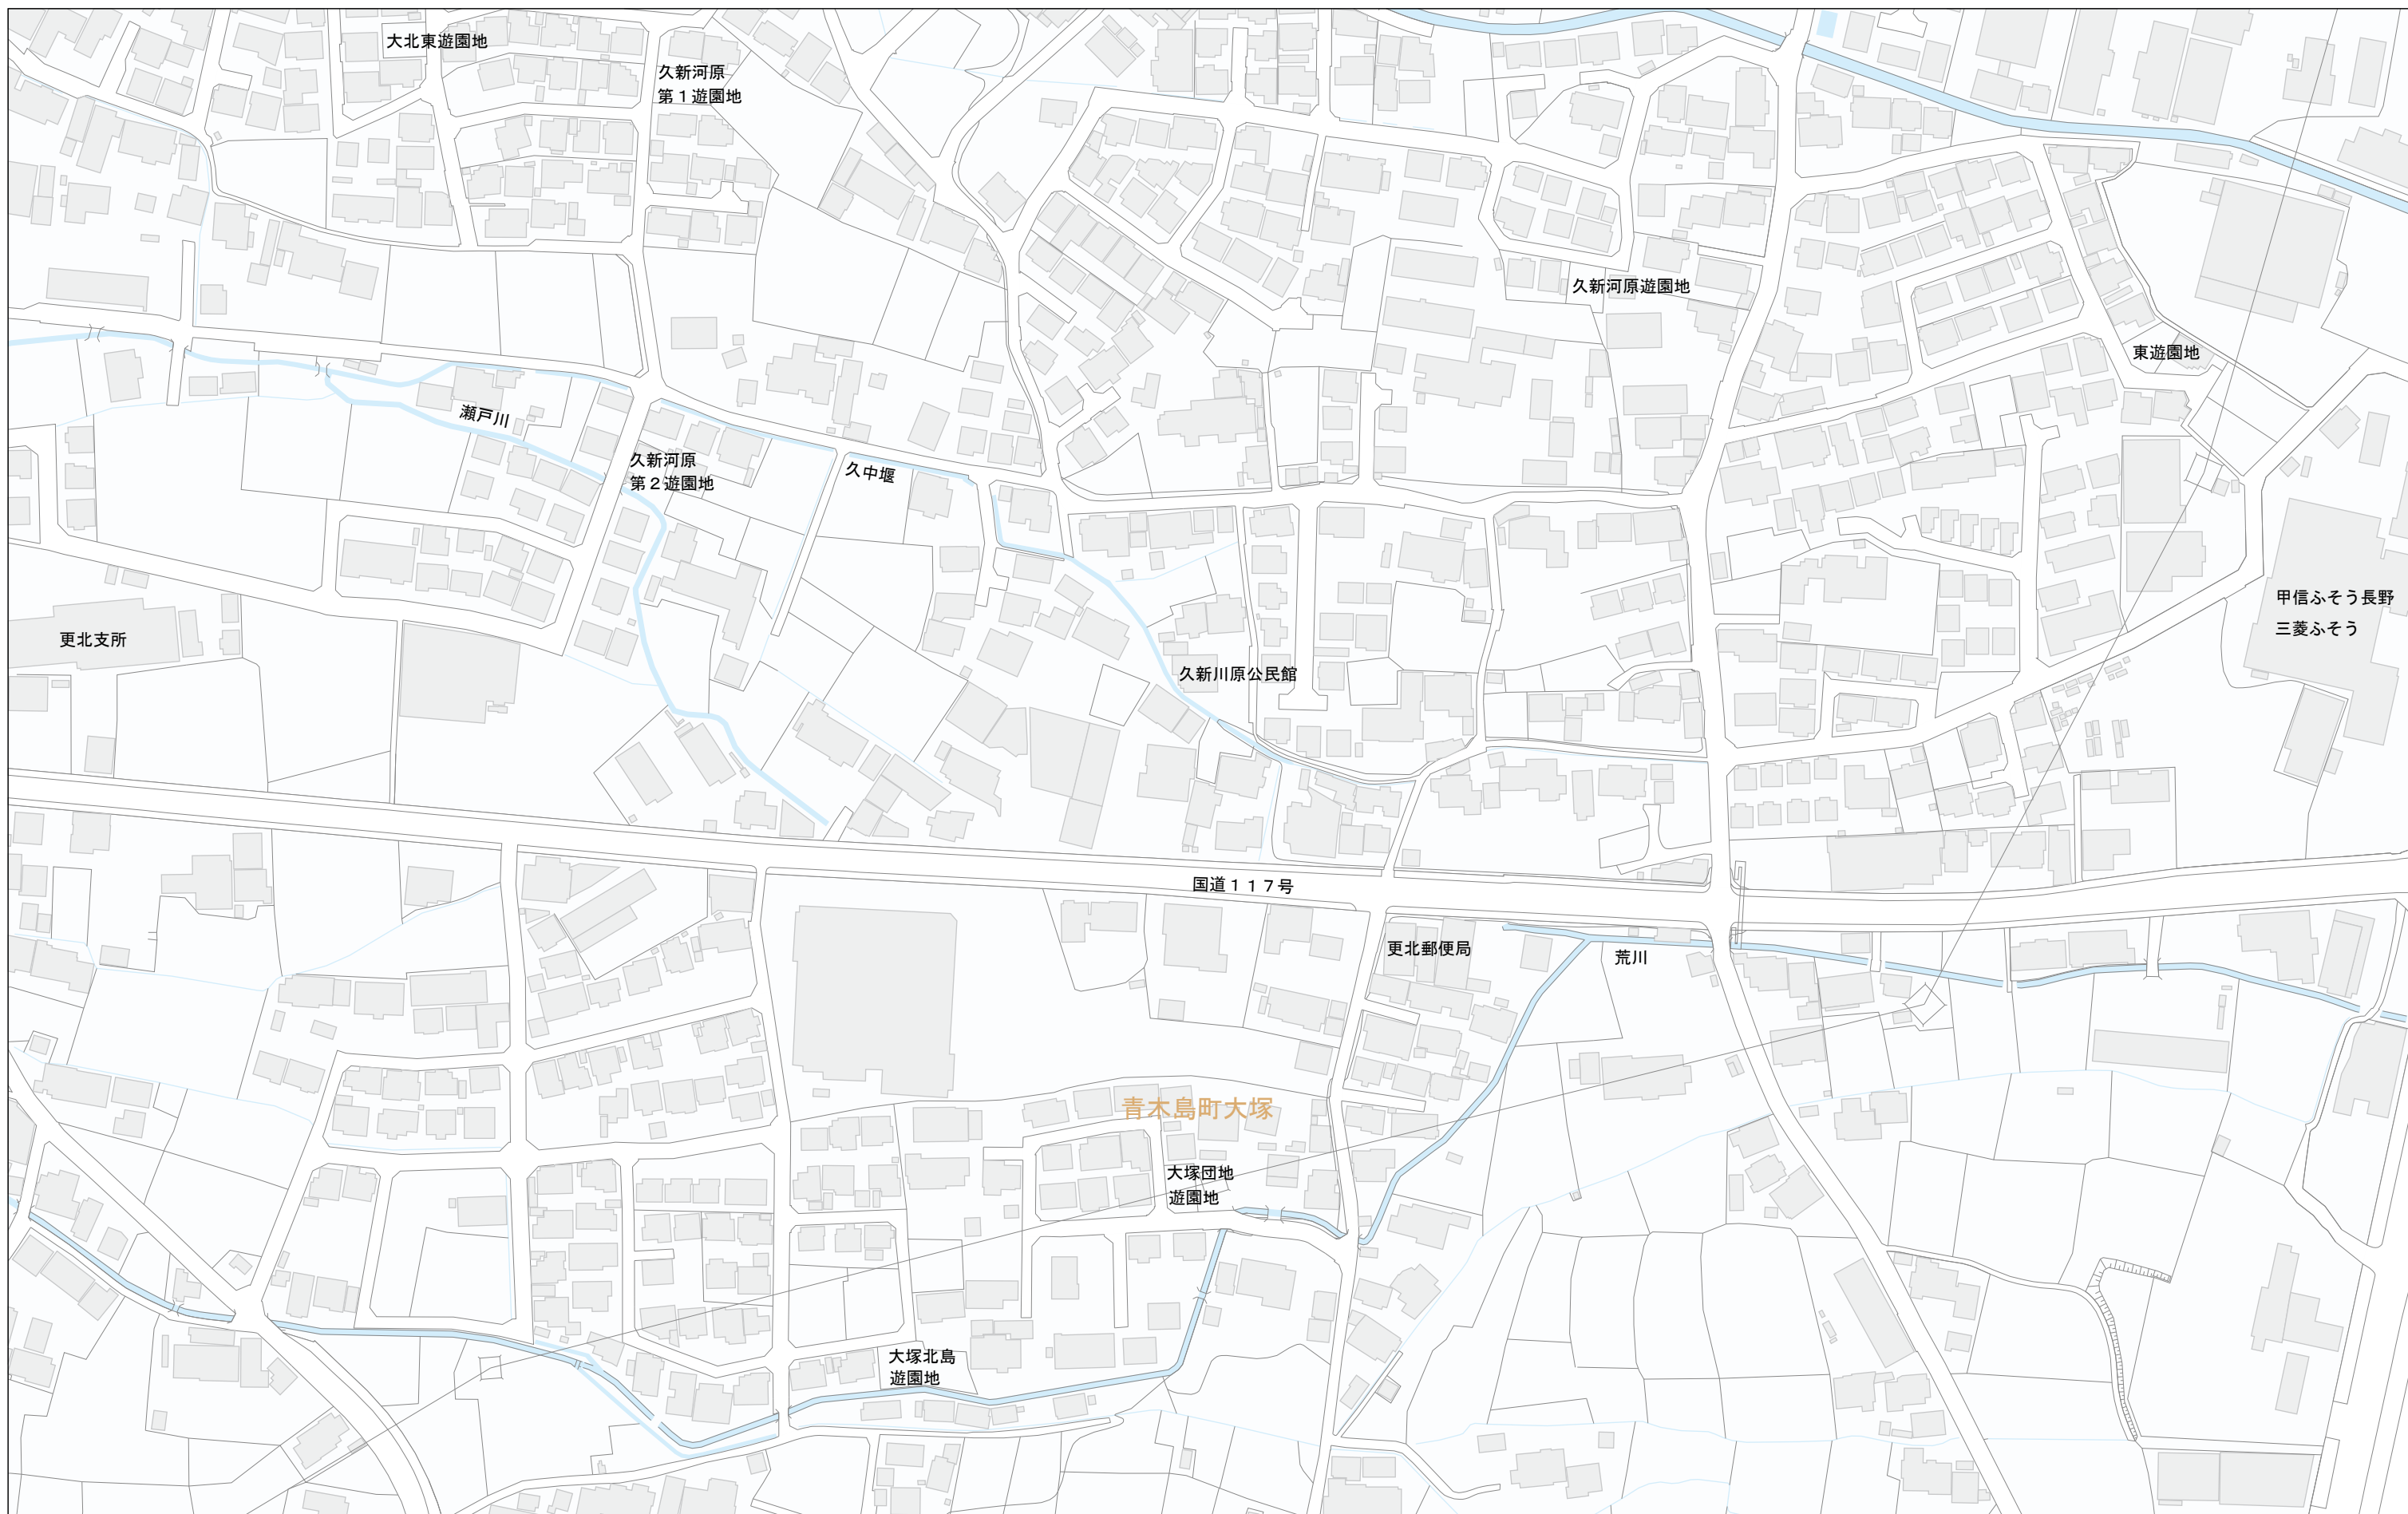 大北東遊園地
久新河原
第１遊園地
久新河原遊園地
東遊園地
瀬戸川
久新河原
第２遊園地
久中堰
甲信ふそう長野
三菱ふそう
更北支所
久新川原公民館
国道１１７号
更北郵便局
荒川
青木島町大塚
大塚団地
遊園地
大塚北島
遊園地